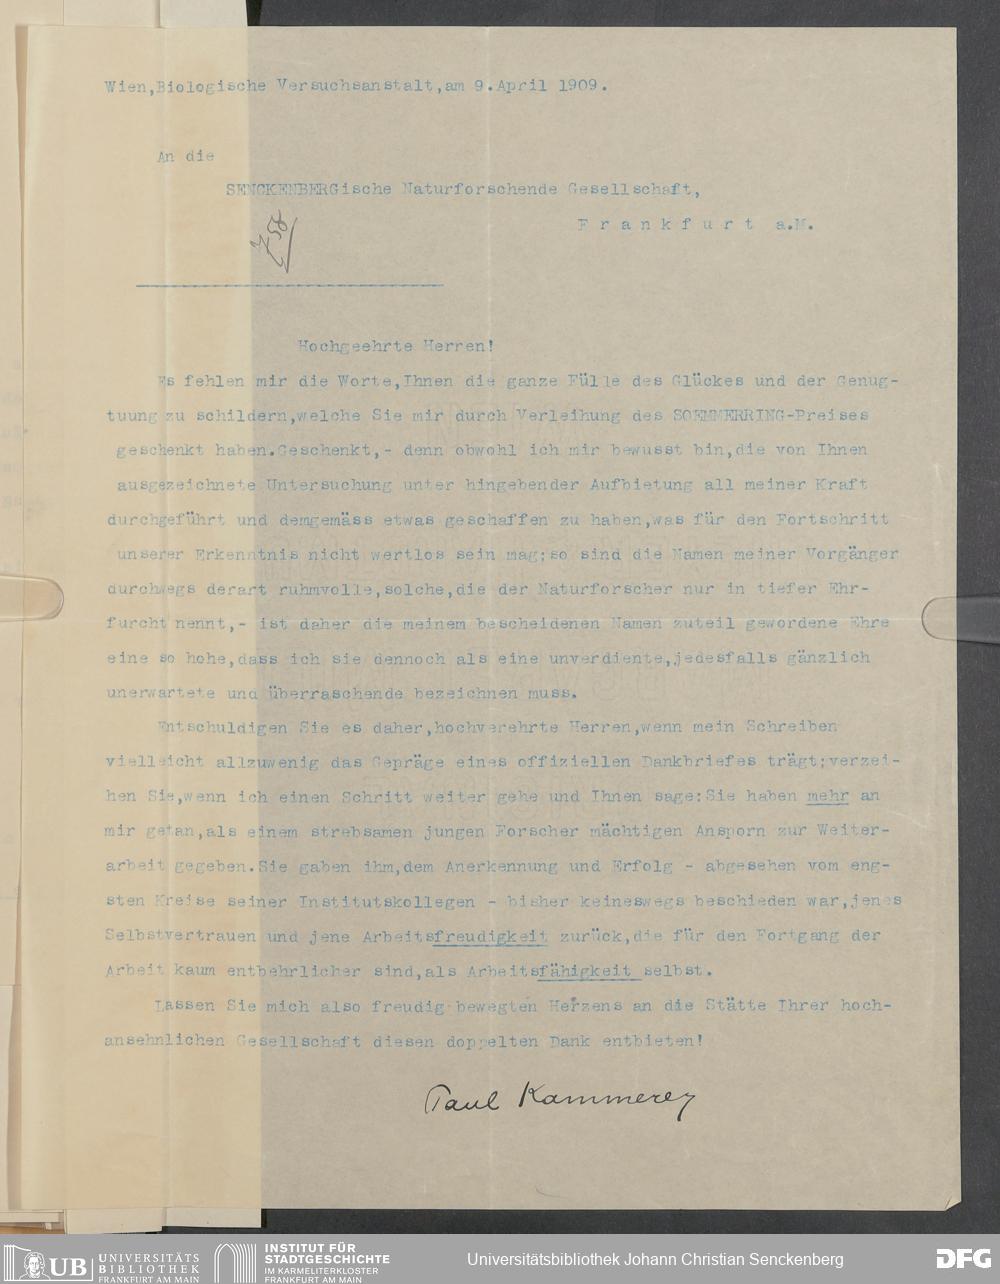 Wien,Biologische Versuchsanstalt,am 9.April 1909.
An die
SENCKENBERGische Naturforschende Gesellschaft,
Frankfurt a.M.
Hochgeehrte Herren!
Es fehlen mir die Worte,Ihnen die ganze Fülle des Glückes und der Genug-
tuung zu schildern,welche Sie mir durch Verleihung des SOEMMERRING-Preises
geschenkt haben.Geschenkt,- denn obwohl ich mir bewusst bin,die von Ihnen
ausgezeichnete Untersuchung unter hingebender Aufbietung all meiner Kraft
durchgeführt und demgemäss etwas geschaffen zu haben,was für den Fortschritt
unserer Erkenntnis nicht wertlos sein mag;so sind die Namen meiner Vorgänger
durchwegs derart ruhmvolle,solche,die der Naturforscher nur in tiefer Ehr-
furcht nennt,- ist daher die meinem bescheidenen Namen zuteil gewordene Ehre
eine so hohe,dass ich sie dennoch als eine unverdiente,jedesfalls gänzlich
unerwartete und überraschende bezeichnen muss.
Entschuldigen Sie es daher,hochverehrte Herren,wenn mein Schreiben
vielleicht allzuwenig das Gepräge eines offiziellen Dankbriefes trägt;verzei-
hen Sie,wenn ich einen Schritt weiter gehe und Ihnen sage:Sie haben mehr an
mir getan,als einem strebsamen jungen Forscher mächtigen Ansporn zur Weiter-
arbeit gegeben.Sie gaben ihm,dem Anerkennung und Erfolg - abgesehen vom eng-
sten Kreise seiner Institutskollegen - bisher keineswegs beschieden war,jenes
Selbstvertrauen und jene Arbeitsfreudigkeit zurück,die für den Fortgang der
Arbeit kaum entbehrlicher sind,als Arbeitsfähigkeit selbst.
Lassen Sie mich also freudig bewegten Herzens an die Stätte Ihrer hoch-
ansehnlichen Gesellschaft diesen doppelten Dank entbieten!
Paul Kammerer
UB UNIVERSITÄTS
BIBLIOTHEK
FRANKFURT AM MAIN
INSTITUT FÜR
STADTGESCHICHTE
IM KARMELITERKLOSTER
FRANKFURT AM MAIN
Universitätsbibliothek Johann Christian Senckenberg
DFG